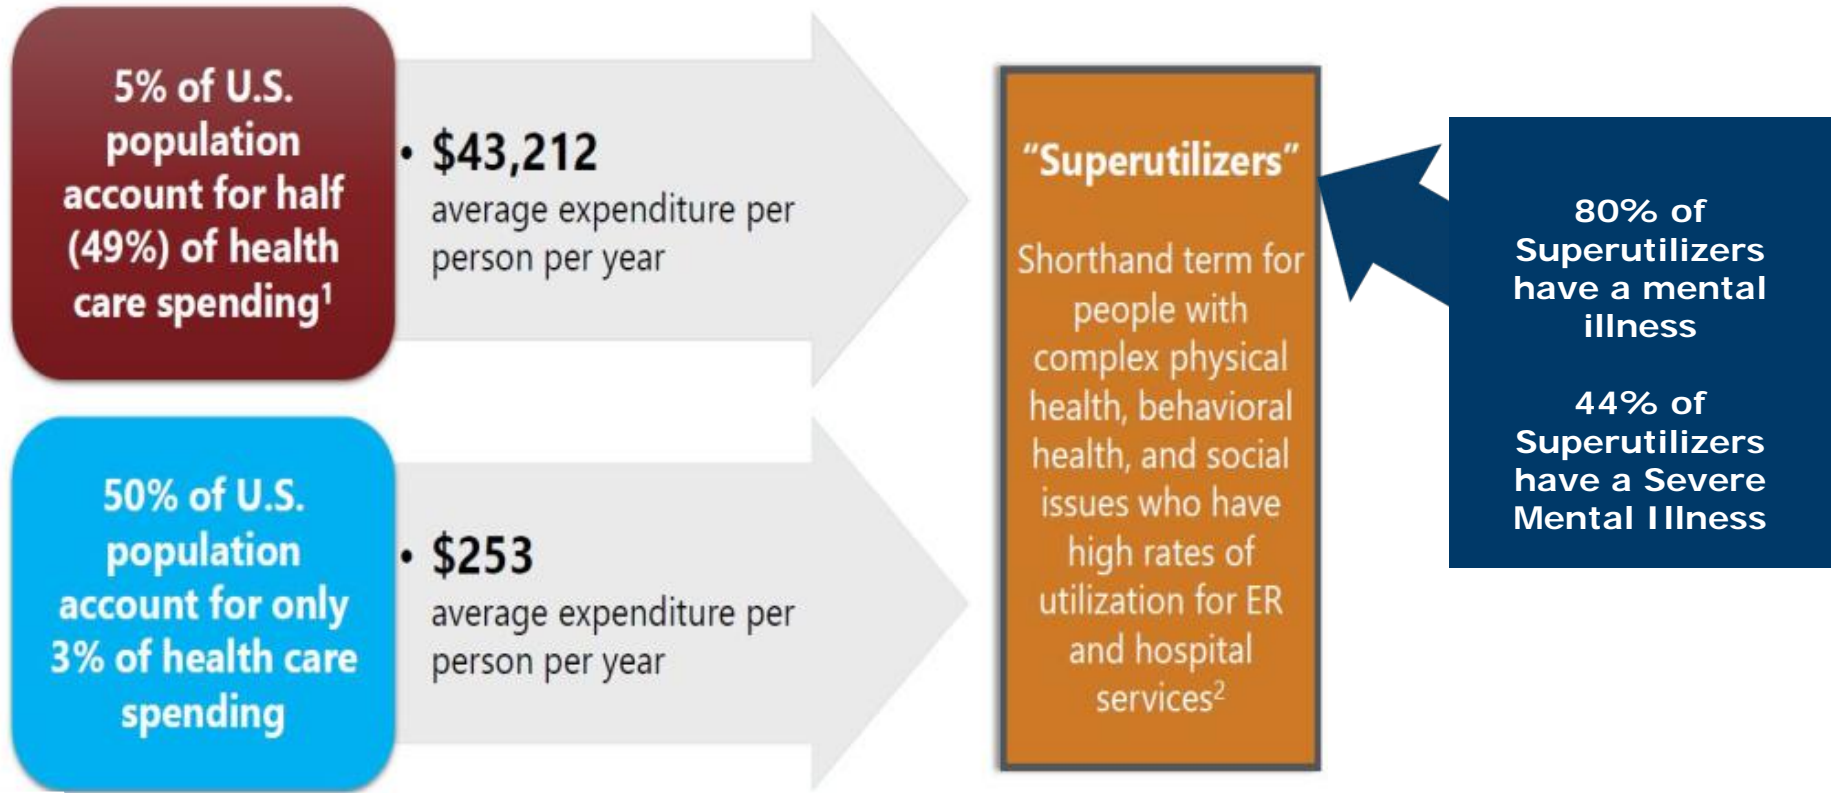 5% of U.S.
population
account for half
(49%) of health
care spending¹
• $43,212
average expenditure per
person per year
50% of U.S.
population
account for only
3% of health care
spending
• $253
average expenditure per
person per year
“Superutilizers”
Shorthand term for
people with
complex physical
health, behavioral
health, and social
issues who have
high rates of
utilization for ER
and hospital
services²
80% of
Superutilizers
have a mental
illness
44% of
Superutilizers
have a Severe
Mental Illness